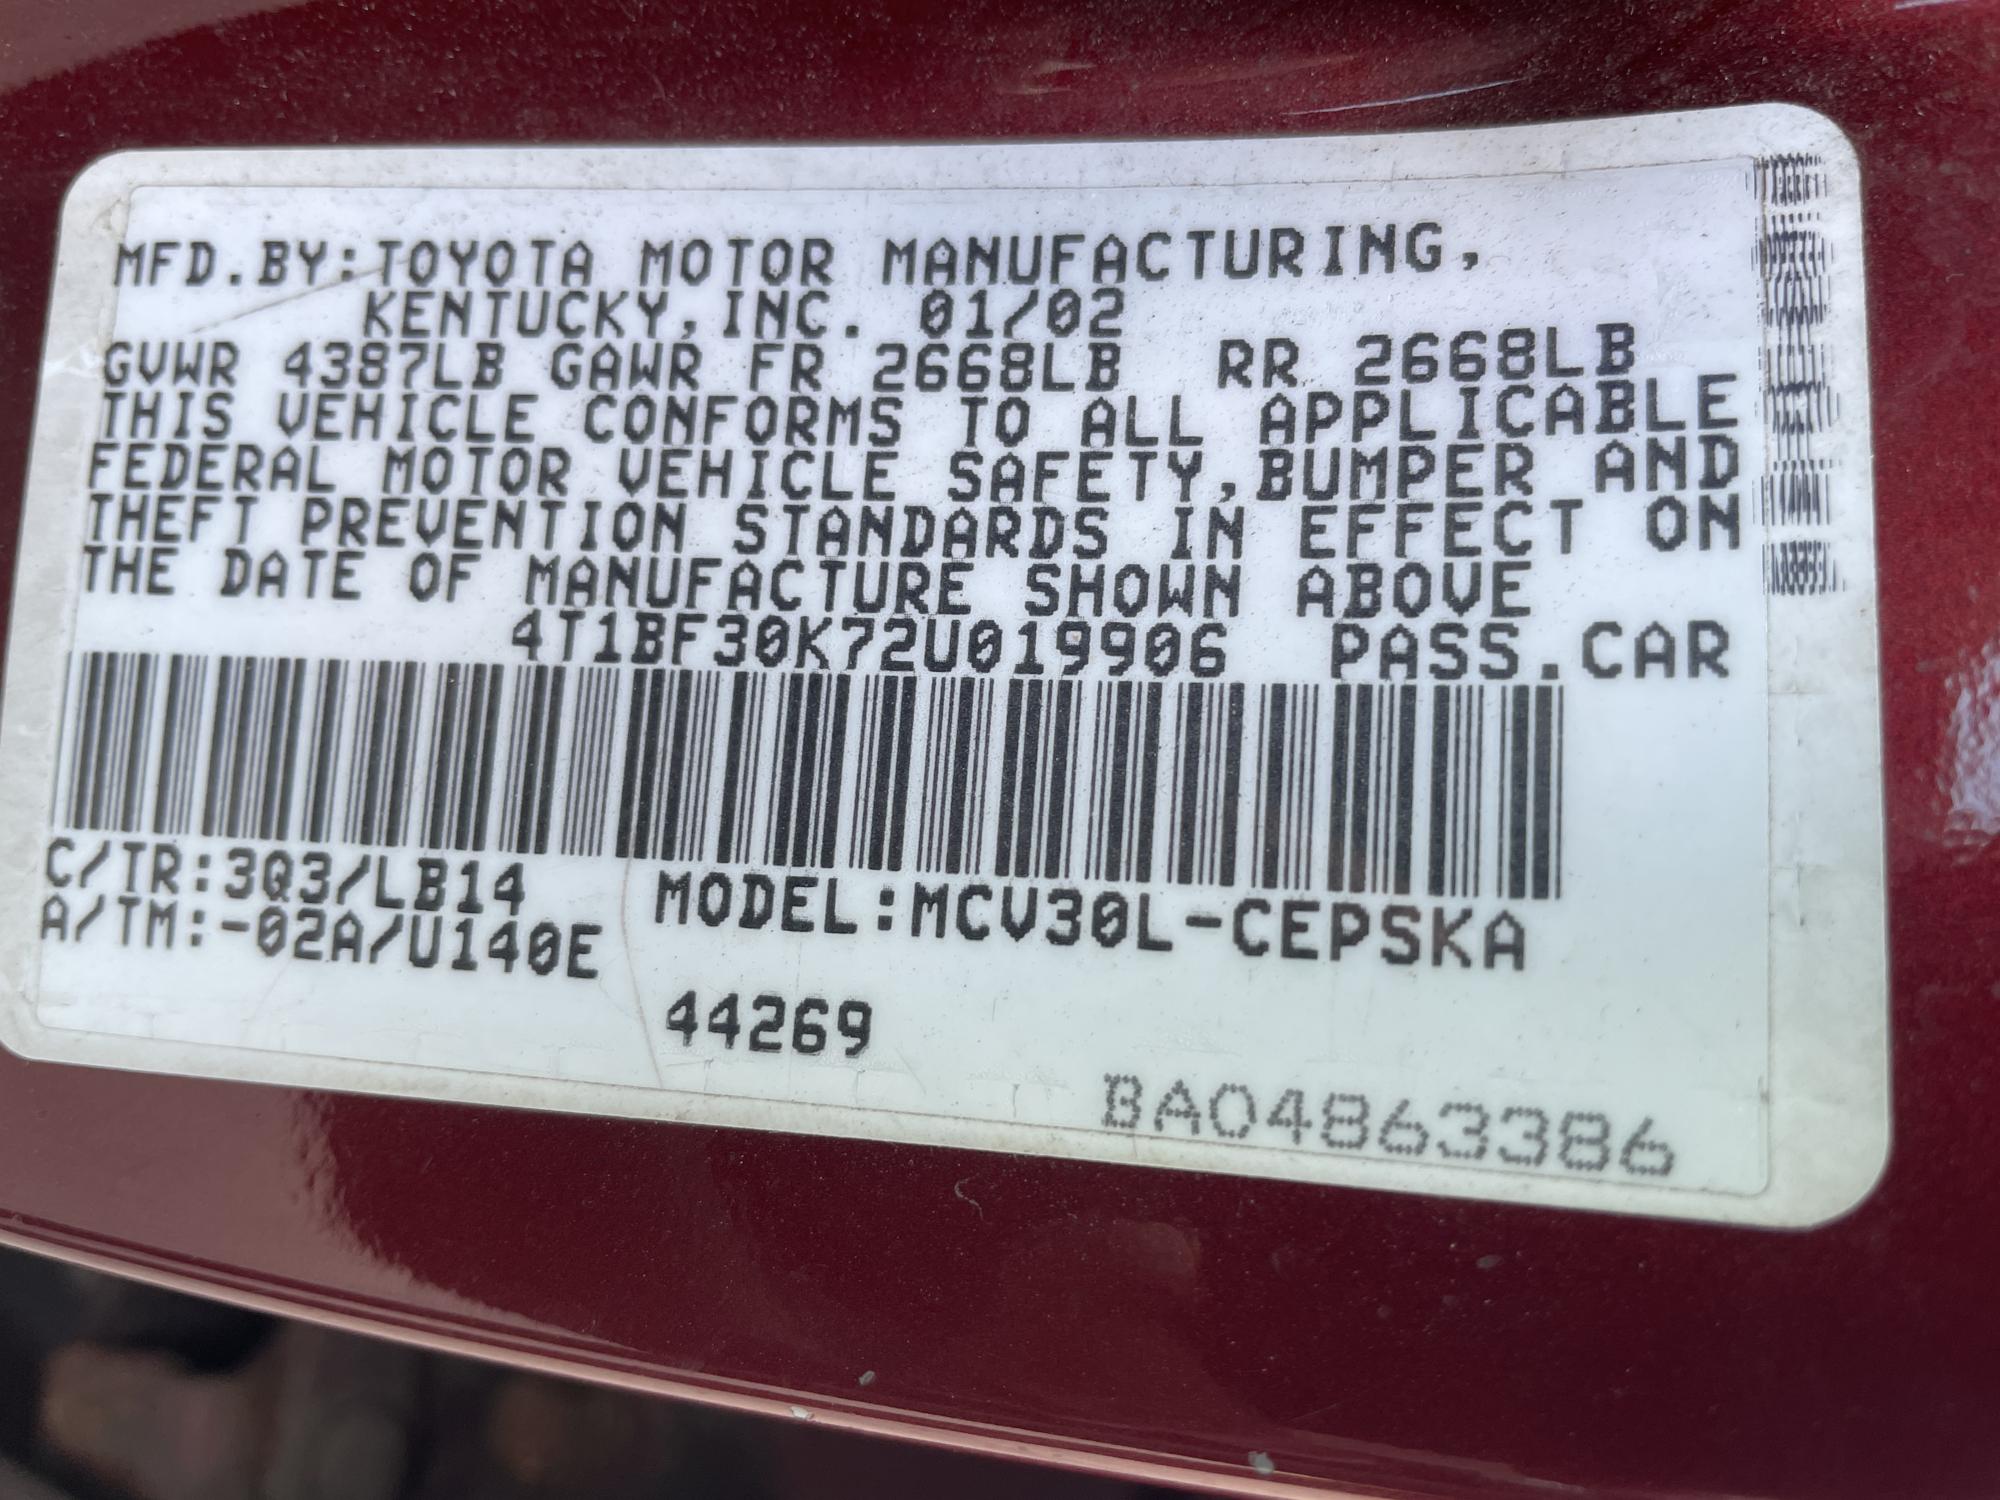 MFD.BY:TOYOTA MOTOR MANUFACTURING,
KENTUCKY,INC. 01/02
GVWR 4387LB GAWR FR 2668LB RR 2668LB
THIS VEHICLE CONFORMS TO ALL APPLICABLE
FEDERAL MOTOR VEHICLE SAFETY,BUMPER AND
THEFT PREVENTION STANDARDS IN EFFECT ON
THE DATE OF MANUFACTURE SHOWN ABOVE
4T1BF30K72U019906 PASS.CAR
C/TR:3Q3/LB14
A/TM:-02A/U140E
MODEL:MCV30L-CEPSKA
44269
BA04863386